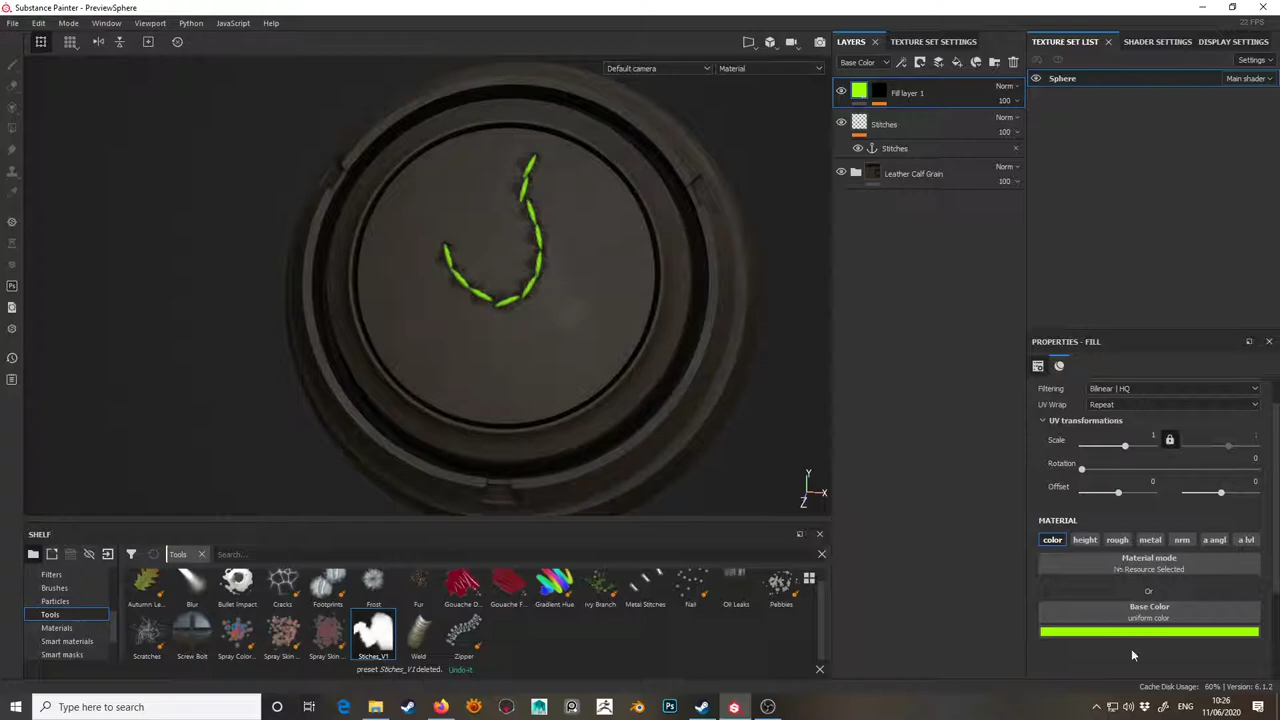 Substance Painter - PreviewSphere
File Edit Mode Window Viewport Python JavaScript Help
22 FPS
Default camera
Material
LAYERS
TEXTURE SET SETTINGS
Base Color
Fill layer 1
Norm
100
Stitches
Norm
100
Stitches
Leather Calf Grain
Norm
100
TEXTURE SET LIST
SHADER SETTINGS
DISPLAY SETTINGS
Settings
Sphere
Main shader
PROPERTIES - FILL
Filtering
Bilinear | HQ
UV Wrap
Repeat
UV transformations
Scale
1
Rotation
0
Offset
0
0
MATERIAL
color height rough metal nrm a angl a lvl
Material mode
No Resource Selected
Or
Base Color
uniform color
Y
X
Z
SHELF
Tools
Search...
Filters
Brushes
Particles
Tools
Materials
Smart materials
Smart masks
Autumn Le... Blur Bullet Impact Cracks Footprints Frost Fur Gouache D... Gouache F... Gradient Hue Ivy Branch Metal Stitches Nail Oil Leaks Pebbles
Scratches Screw Bolt Spray Color... Spray Skin ... Spray Skin ... Stiches_V1 Weld Zipper
preset Stiches_V1 deleted. Undo it.
Cache Disk Usage: 60% | Version: 6.1.2
Type here to search
10:26
11/06/2020